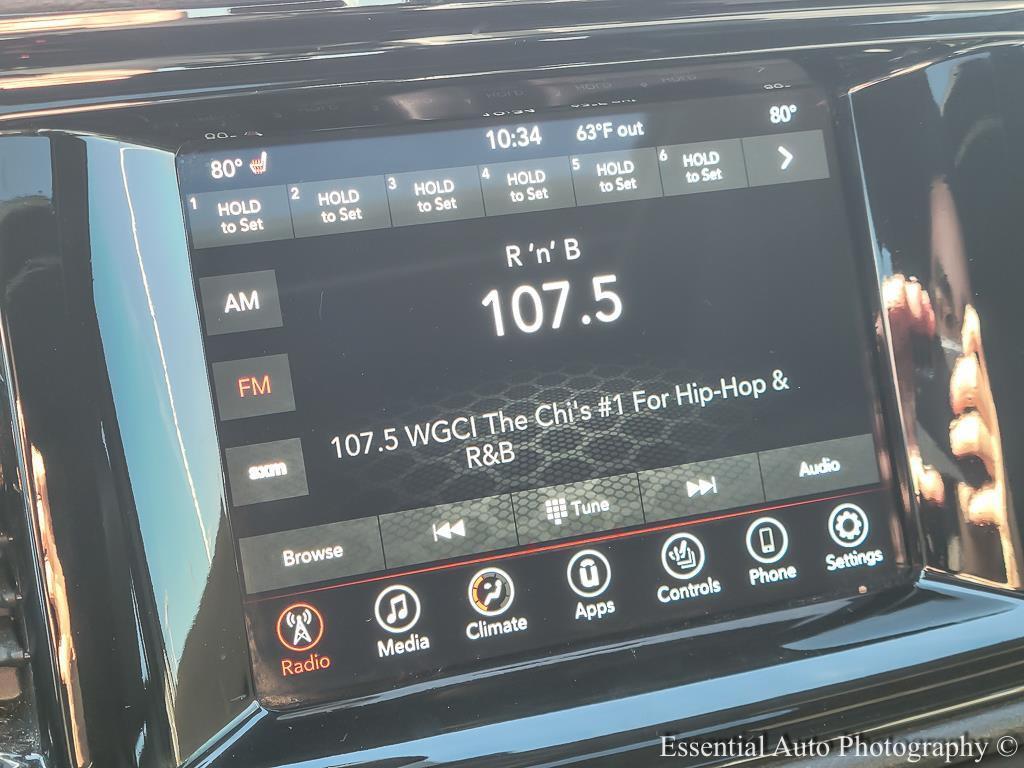 80° 10:34 63°F out 80°
1 HOLD to Set 2 HOLD to Set 3 HOLD to Set 4 HOLD to Set 5 HOLD to Set 6 HOLD to Set
R 'n' B
AM
107.5
FM
107.5 WGCI The Chi's #1 For Hip-Hop &
R&B
sxm
Browse Tune Audio
Radio Media Climate Apps Controls Phone Settings
Essential Auto Photography ©